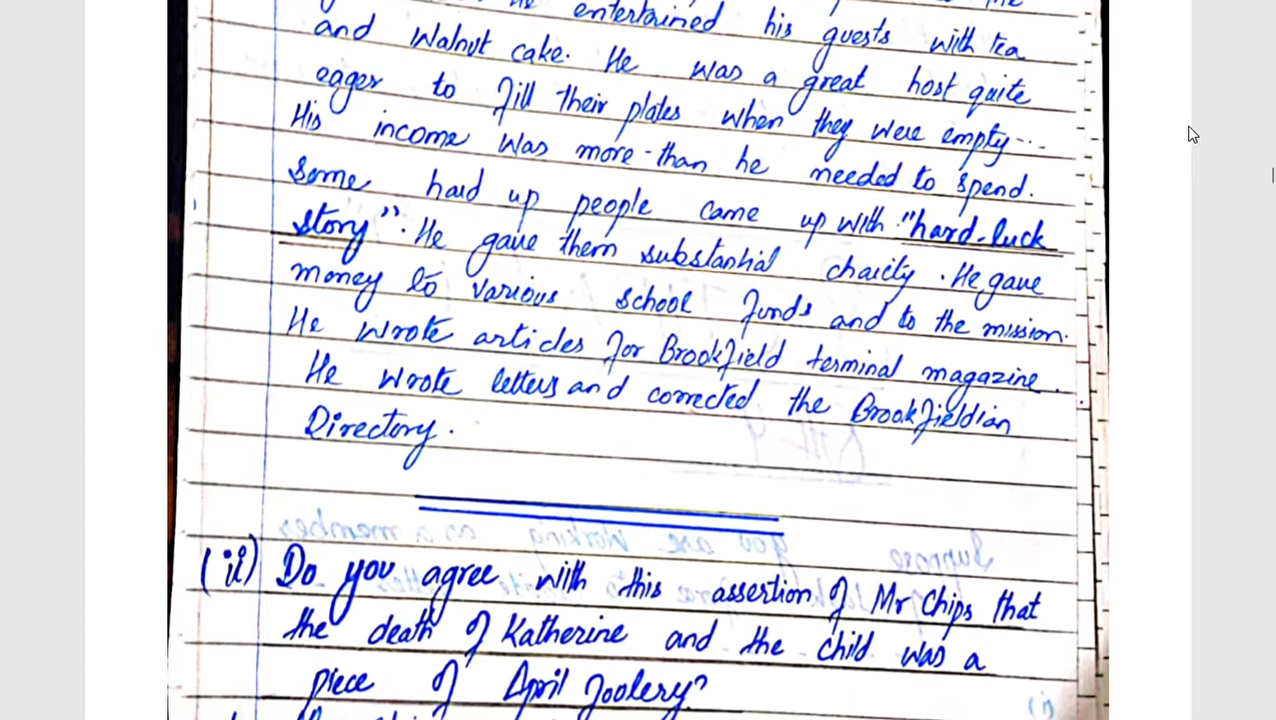 He entertained his guests with tea
and walnut cake. He was a great host quite
egger to fill their plates when they were empty...
His income was more than he needed to spend.
Some hard up people came up with "hard-luck
story". He gave them substantial charity. He gave
money to various school funds and to the mission.
He wrote articles for Brookfield terminal magazine.
He wrote letters and corrected the Brookfieldian
Directory.
(ii) Do you agree with this assertion of Mr Chips that
the death of Katherine and the child was a
piece of April foolery?